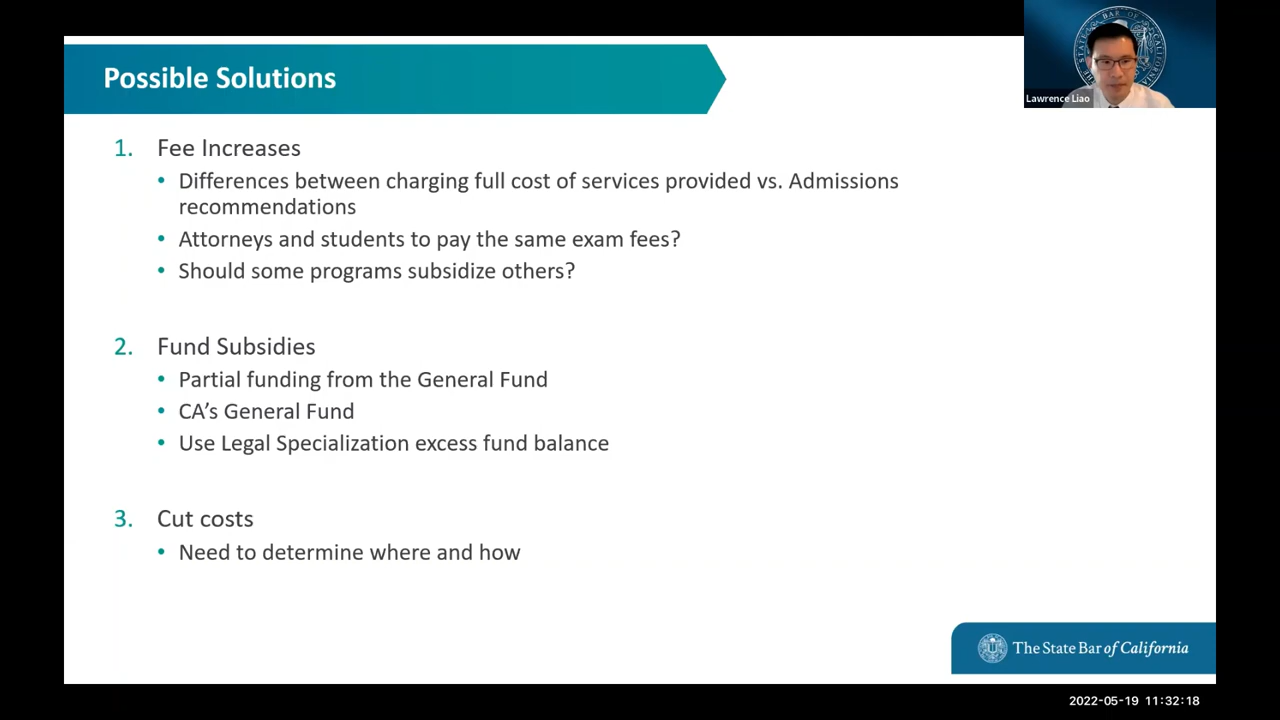 Possible Solutions
Lawrence Liao
1. Fee Increases
• Differences between charging full cost of services provided vs. Admissions
recommendations
• Attorneys and students to pay the same exam fees?
• Should some programs subsidize others?
2. Fund Subsidies
• Partial funding from the General Fund
• CA’s General Fund
• Use Legal Specialization excess fund balance
3. Cut costs
• Need to determine where and how
The State Bar of California
2022-05-19 11:32:18